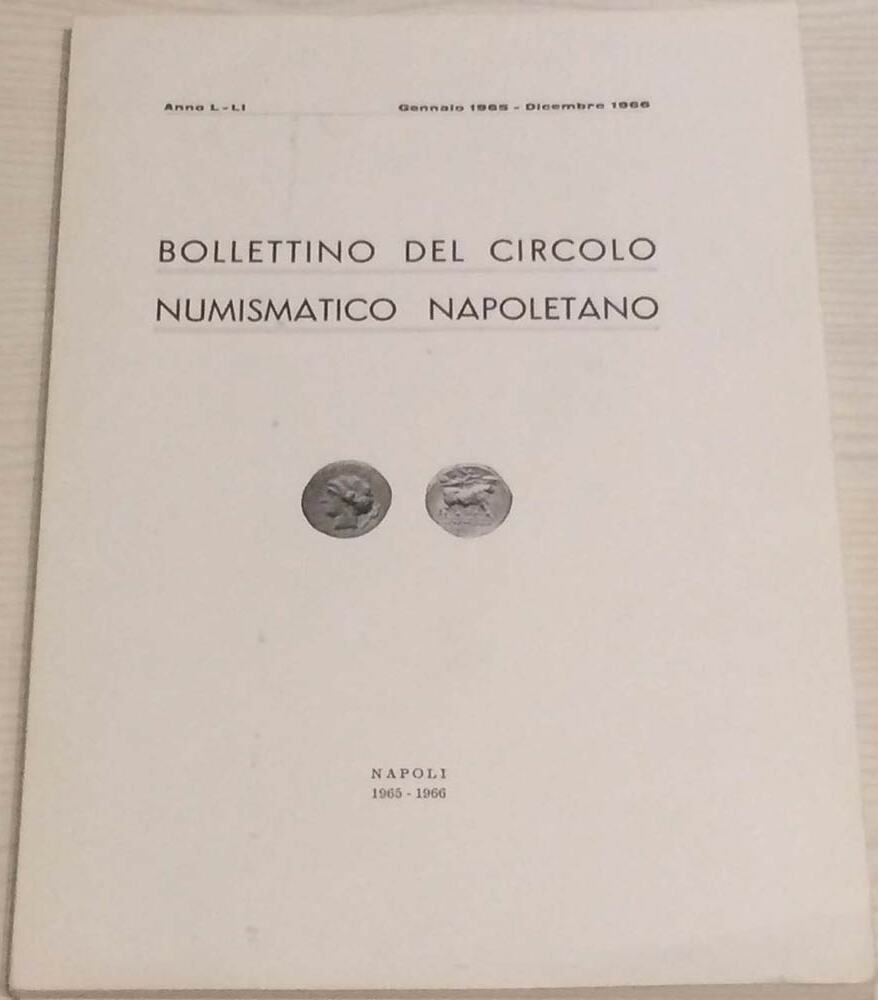 Anno L - LI Gennaio 1965 - Dicembre 1966
BOLLETTINO DEL CIRCOLO
NUMISMATICO NAPOLETANO
NAPOLI
1965 - 1966